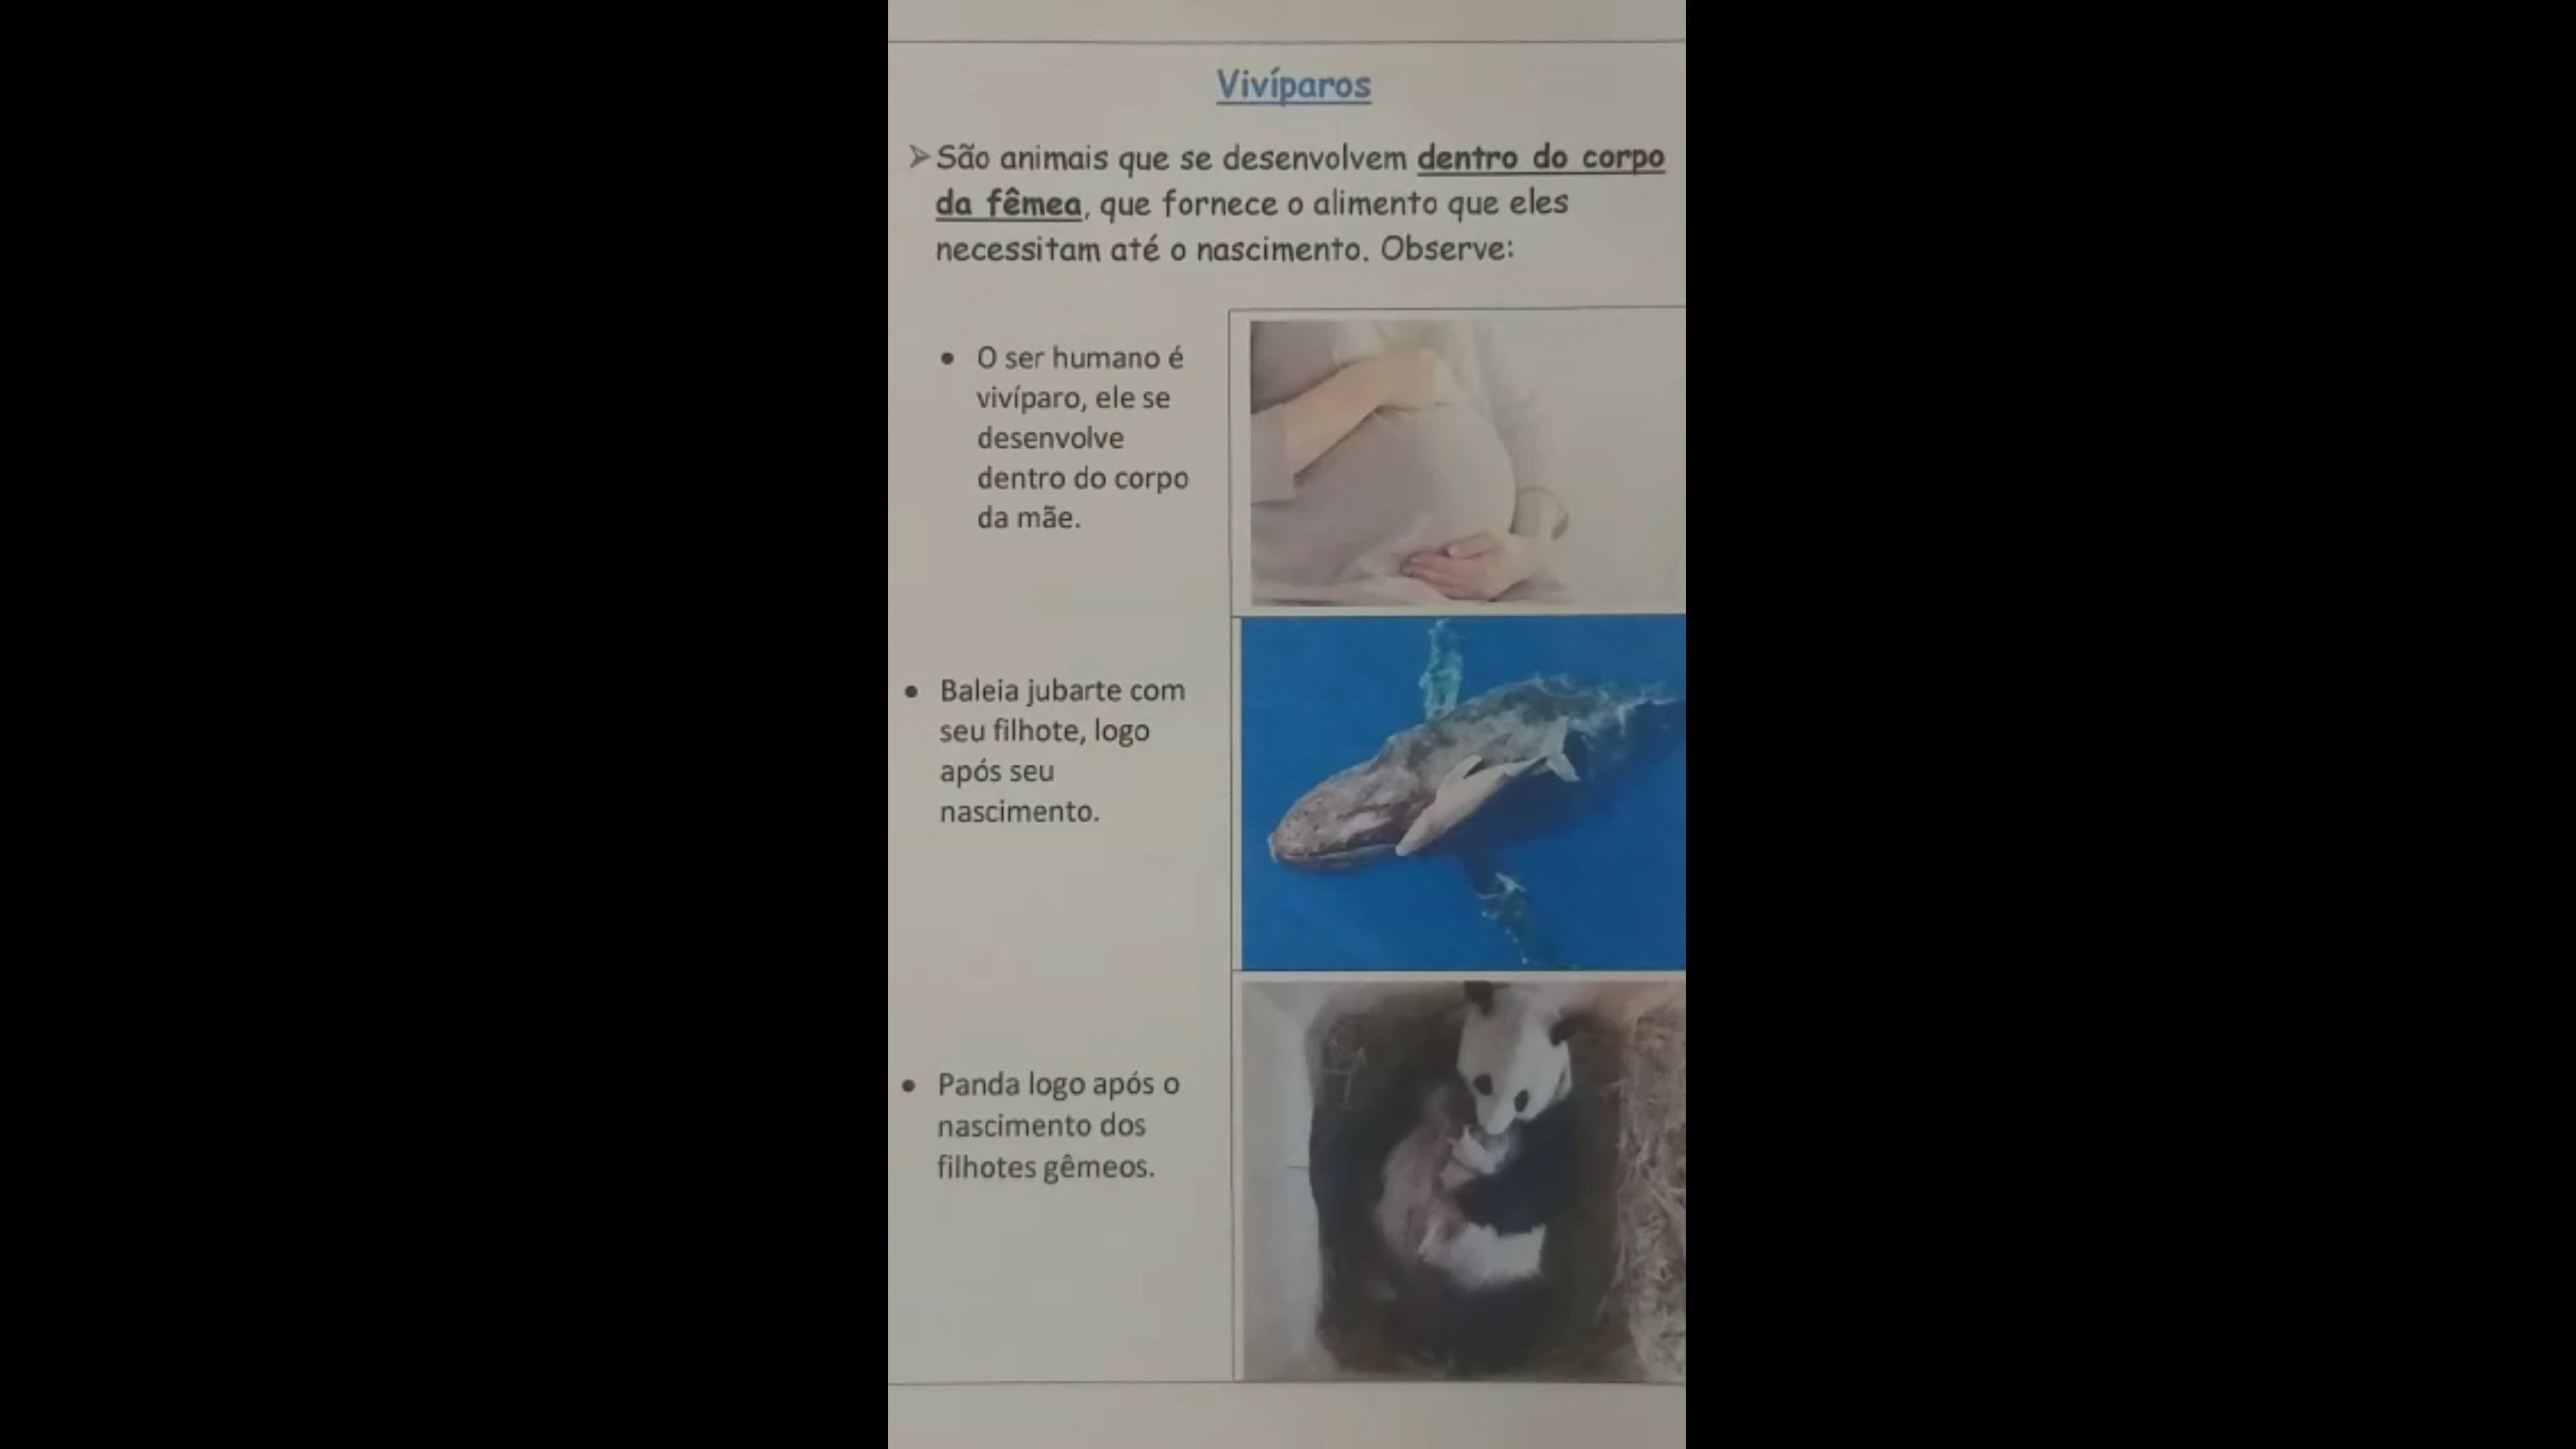 Vivíparos
➢ São animais que se desenvolvem dentro do corpo
da fêmea, que fornece o alimento que eles
necessitam até o nascimento. Observe:
• O ser humano é
vivíparo, ele se
desenvolve
dentro do corpo
da mãe.
• Baleia jubarte com
seu filhote, logo
após seu
nascimento.
• Panda logo após o
nascimento dos
filhotes gêmeos.